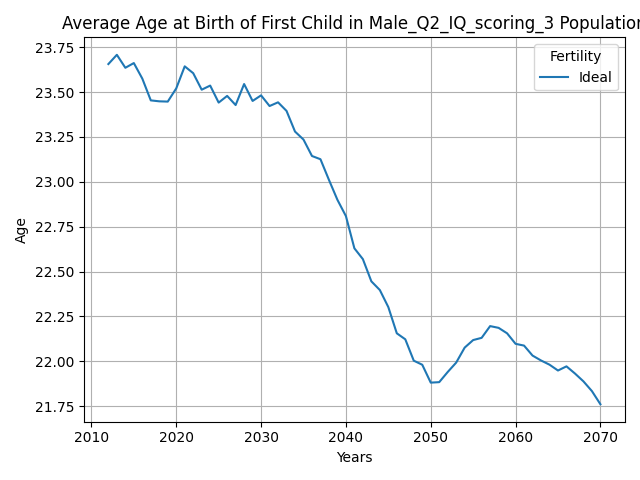 Average Age at Birth of First Child in Male_Q2_IQ_scoring_3 Population
Fertility
Ideal
23.75
23.50
23.25
23.00
22.75
22.50
22.25
22.00
21.75
Age
2010 2020 2030 2040 2050 2060 2070
Years